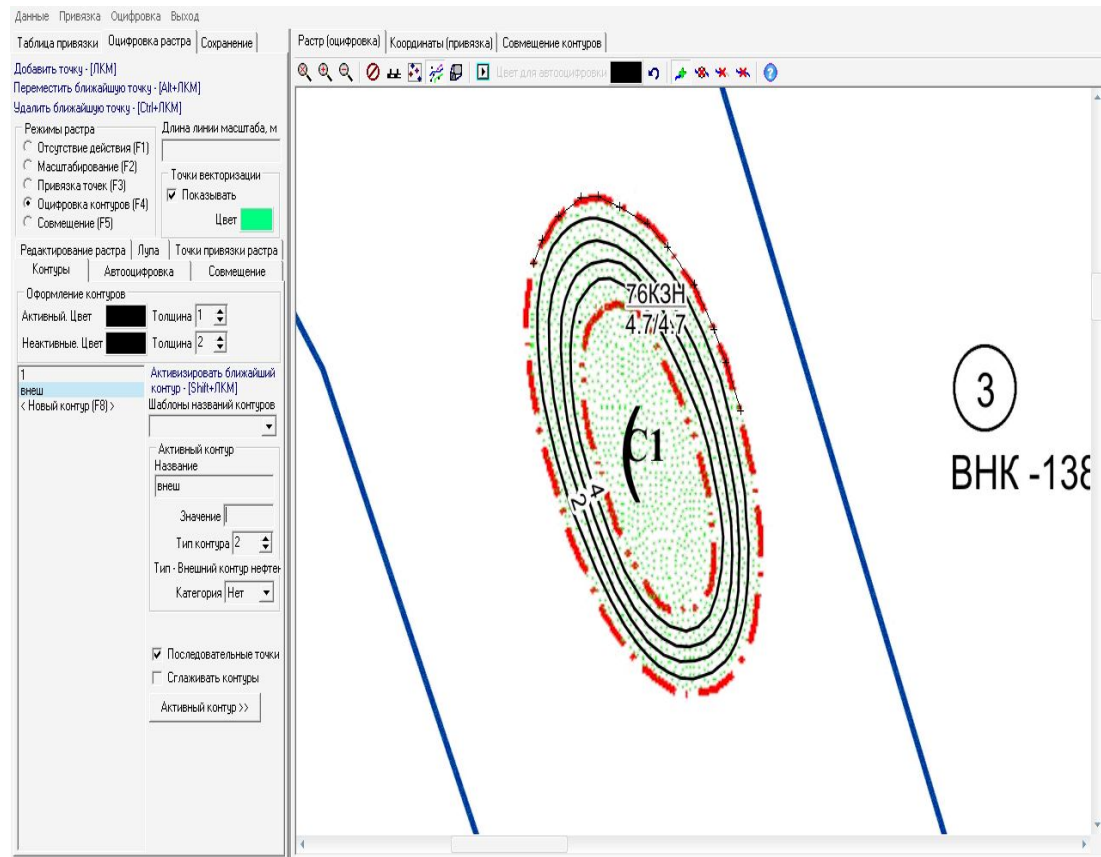 Данные Привязка Оцифровка Выход
Таблица привязки Оцифровка растра Сохранение
Растр (оцифровка) Координаты (привязка) Совмещение контуров
Добавить точку - [ЛКМ]
Переместить ближайшую точку - [Alt+ЛКМ]
Удалить ближайшую точку - [Ctrl+ЛКМ]
Цвет для автооцифровки
Режимы растра
Отсутствие действия (F1)
Масштабирование (F2)
Привязка точек (F3)
Оцифровка контуров (F4)
Совмещение (F5)
Длина линии масштаба, м
Точки векторизации
Показывать
Цвет
Редактирование растра Лупа Точки привязки растра
Контуры Автооцифровка Совмещение
Оформление контуров
Активный. Цвет Толщина 1
Неактивные. Цвет Толщина 2
1
внеш
< Новый контур (F8) >
Активизировать ближайший
контур - [Shift+ЛКМ]
Шаблоны названий контуров
Активный контур
Название
внеш
Значение
Тип контура 2
Тип - Внешний контур нефтен
Категория Нет
Последовательные точки
Сглаживать контуры
Активный контур >>
76КЗН
4.7/4.7
С1
4
2
3
ВНК -138